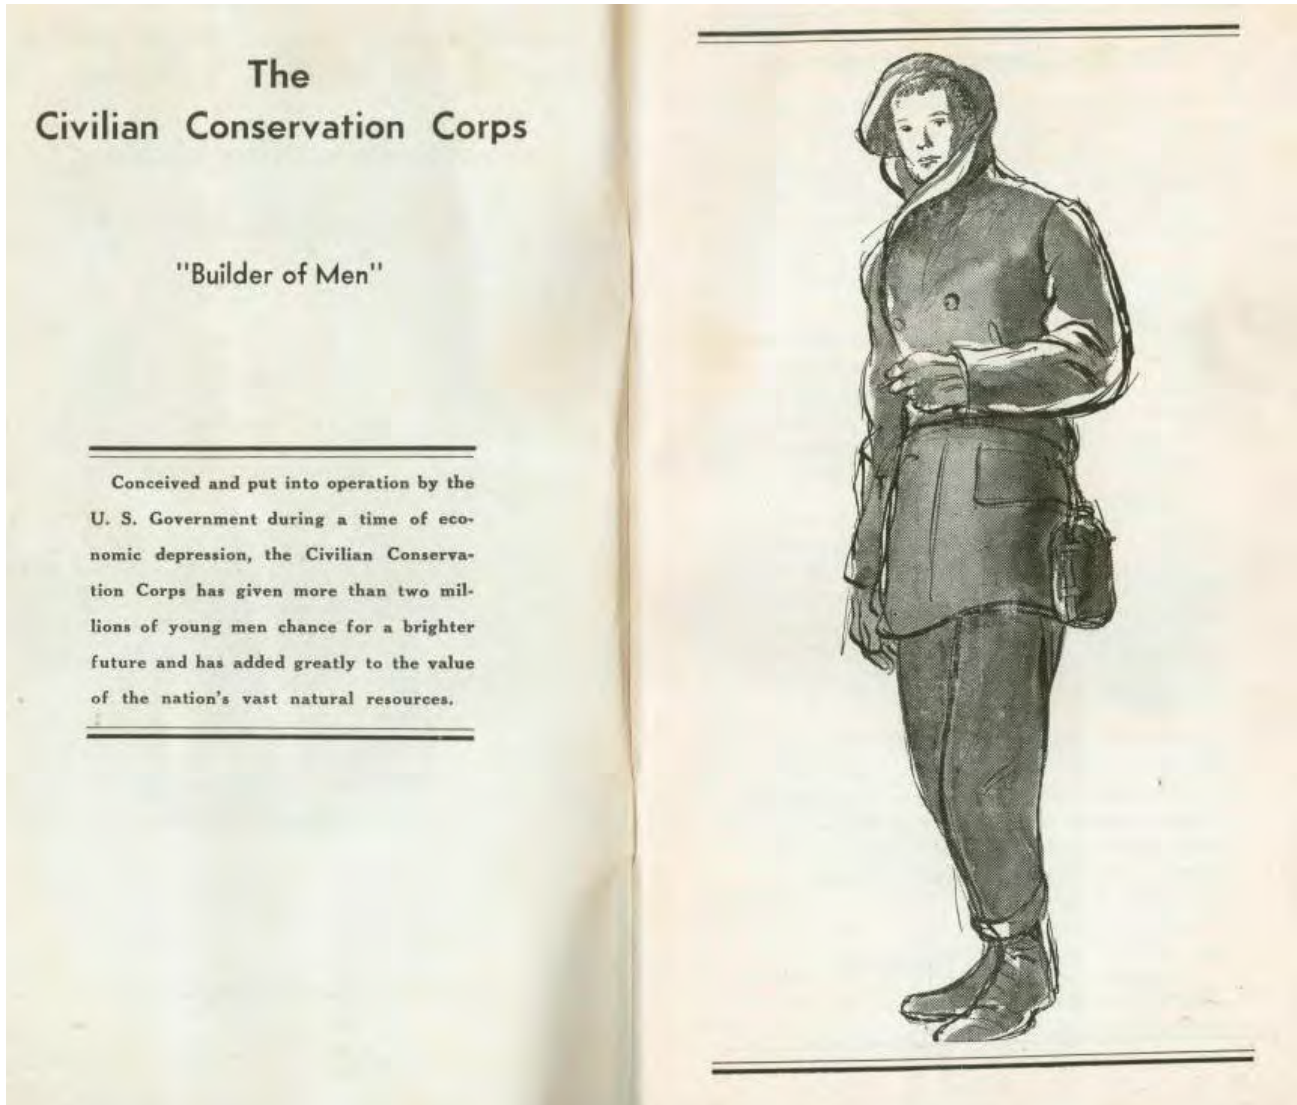 The
Civilian Conservation Corps
"Builder of Men"
Conceived and put into operation by the
U. S. Government during a time of eco-
nomic depression, the Civilian Conserva-
tion Corps has given more than two mil-
lions of young men chance for a brighter
future and has added greatly to the value
of the nation's vast natural resources.